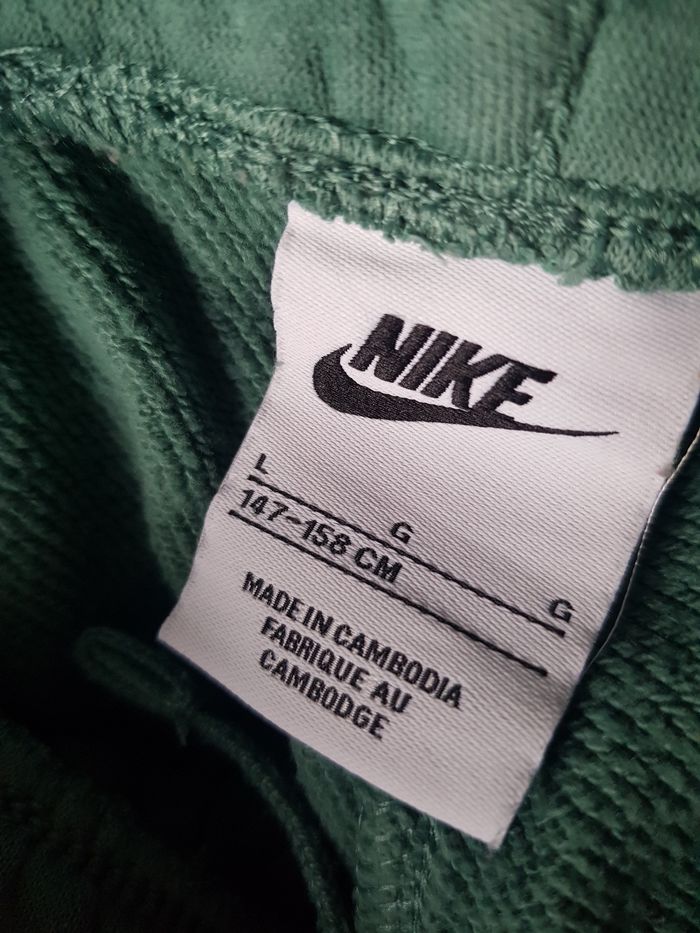 NIKE
L G G
147-158 CM
MADE IN CAMBODIA
FABRIQUE AU
CAMBODGE